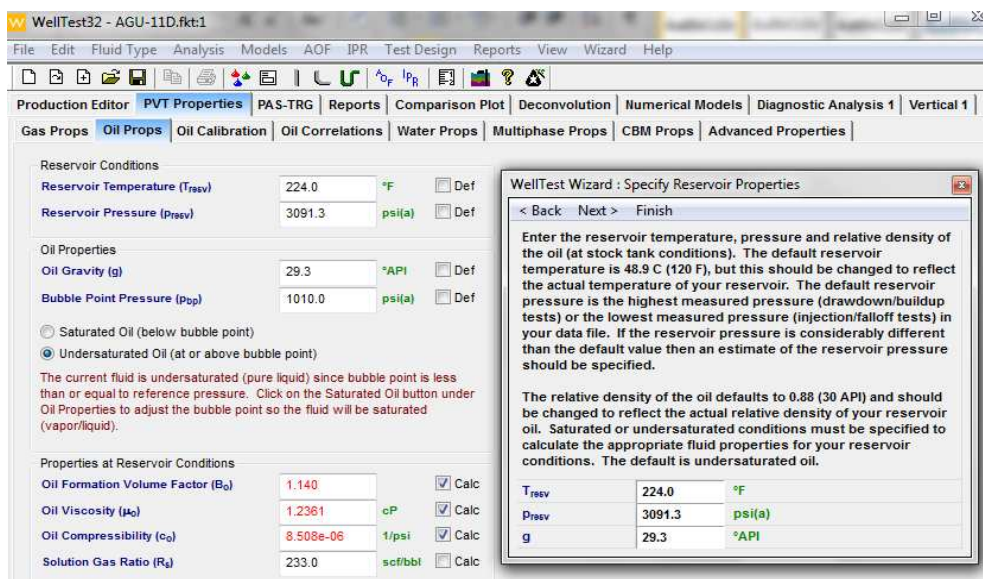 WellTest32 - AGU-11D.fkt:1
File Edit Fluid Type Analysis Models AOF IPR Test Design Reports View Wizard Help
AOF IPR
Production Editor PVT Properties PAS-TRG Reports Comparison Plot Deconvolution Numerical Models Diagnostic Analysis 1 Vertical 1
Gas Props Oil Props Oil Calibration Oil Correlations Water Props Multiphase Props CBM Props Advanced Properties
Reservoir Conditions
Reservoir Temperature (Tresv) 224.0 °F Def
Reservoir Pressure (presv) 3091.3 psi(a) Def
Oil Properties
Oil Gravity (g) 29.3 °API Def
Bubble Point Pressure (pbp) 1010.0 psi(a) Def
Saturated Oil (below bubble point)
Undersaturated Oil (at or above bubble point)
The current fluid is undersaturated (pure liquid) since bubble point is less
than or equal to reference pressure. Click on the Saturated Oil button under
Oil Properties to adjust the bubble point so the fluid will be saturated
(vapor/liquid).
Properties at Reservoir Conditions
Oil Formation Volume Factor (Bo) 1.140 Calc
Oil Viscosity (μo) 1.2361 cP Calc
Oil Compressibility (co) 8.508e-06 1/psi Calc
Solution Gas Ratio (Rs) 233.0 scf/bbl Calc
WellTest Wizard : Specify Reservoir Properties
< Back Next > Finish
Enter the reservoir temperature, pressure and relative density of
the oil (at stock tank conditions). The default reservoir
temperature is 48.9 C (120 F), but this should be changed to reflect
the actual temperature of your reservoir. The default reservoir
pressure is the highest measured pressure (drawdown/buildup
tests) or the lowest measured pressure (injection/falloff tests) in
your data file. If the reservoir pressure is considerably different
than the default value then an estimate of the reservoir pressure
should be specified.
The relative density of the oil defaults to 0.88 (30 API) and should
be changed to reflect the actual relative density of your reservoir
oil. Saturated or undersaturated conditions must be specified to
calculate the appropriate fluid properties for your reservoir
conditions. The default is undersaturated oil.
Tresv 224.0 °F
presv 3091.3 psi(a)
g 29.3 °API